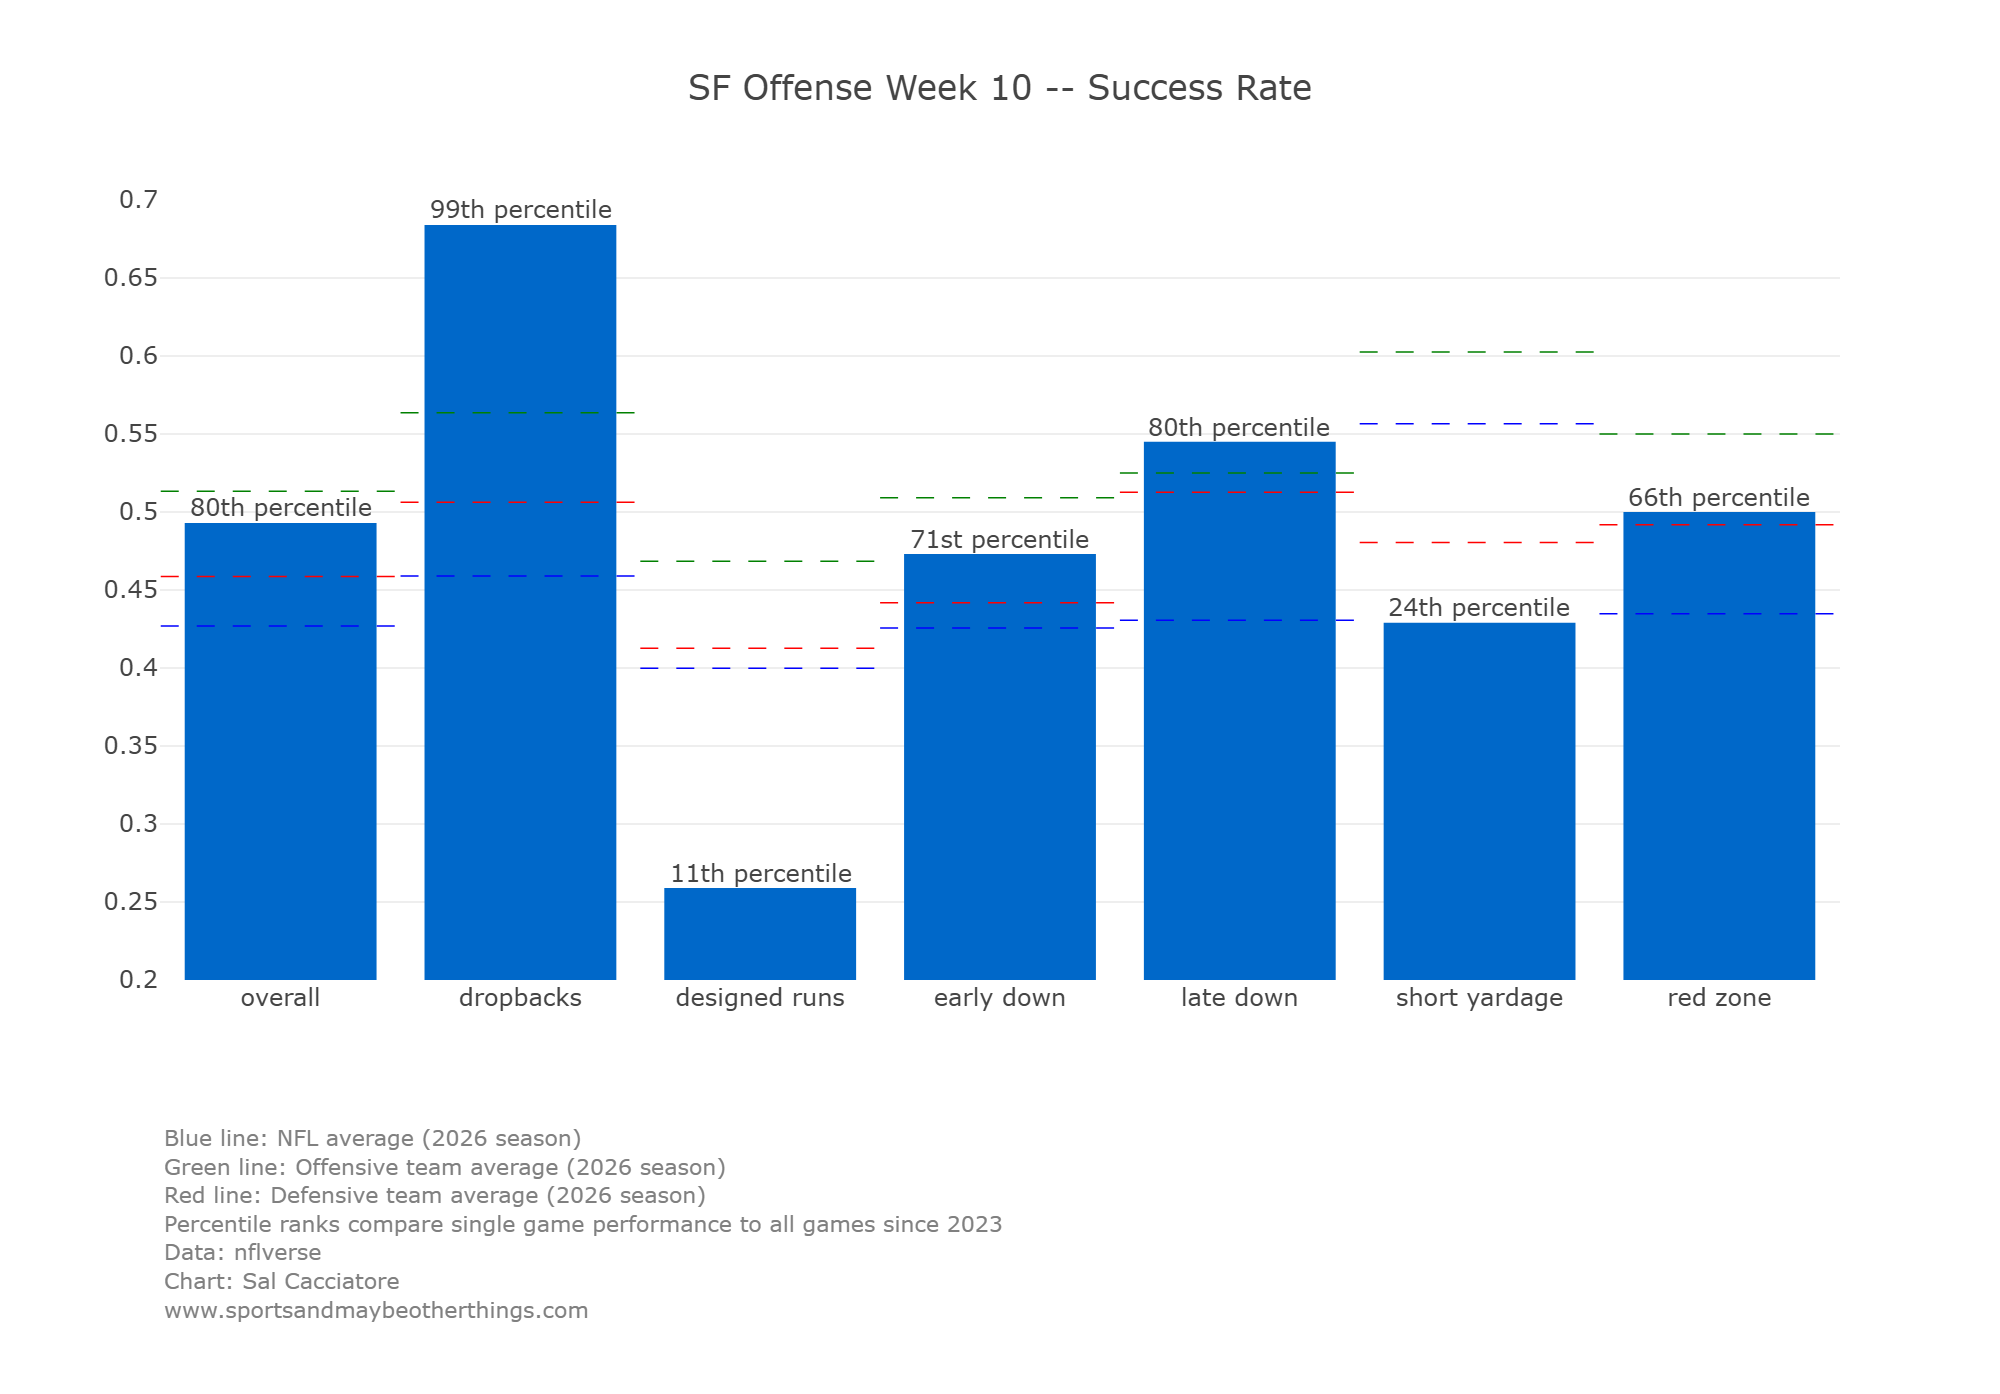 SF Offense Week 10 -- Success Rate
0.7
0.65
0.6
0.55
0.5
0.45
0.4
0.35
0.3
0.25
0.2
80th percentile
99th percentile
11th percentile
71st percentile
80th percentile
24th percentile
66th percentile
overall
dropbacks
designed runs
early down
late down
short yardage
red zone
Blue line: NFL average (2026 season)
Green line: Offensive team average (2026 season)
Red line: Defensive team average (2026 season)
Percentile ranks compare single game performance to all games since 2023
Data: nflverse
Chart: Sal Cacciatore
www.sportsandmaybeotherthings.com